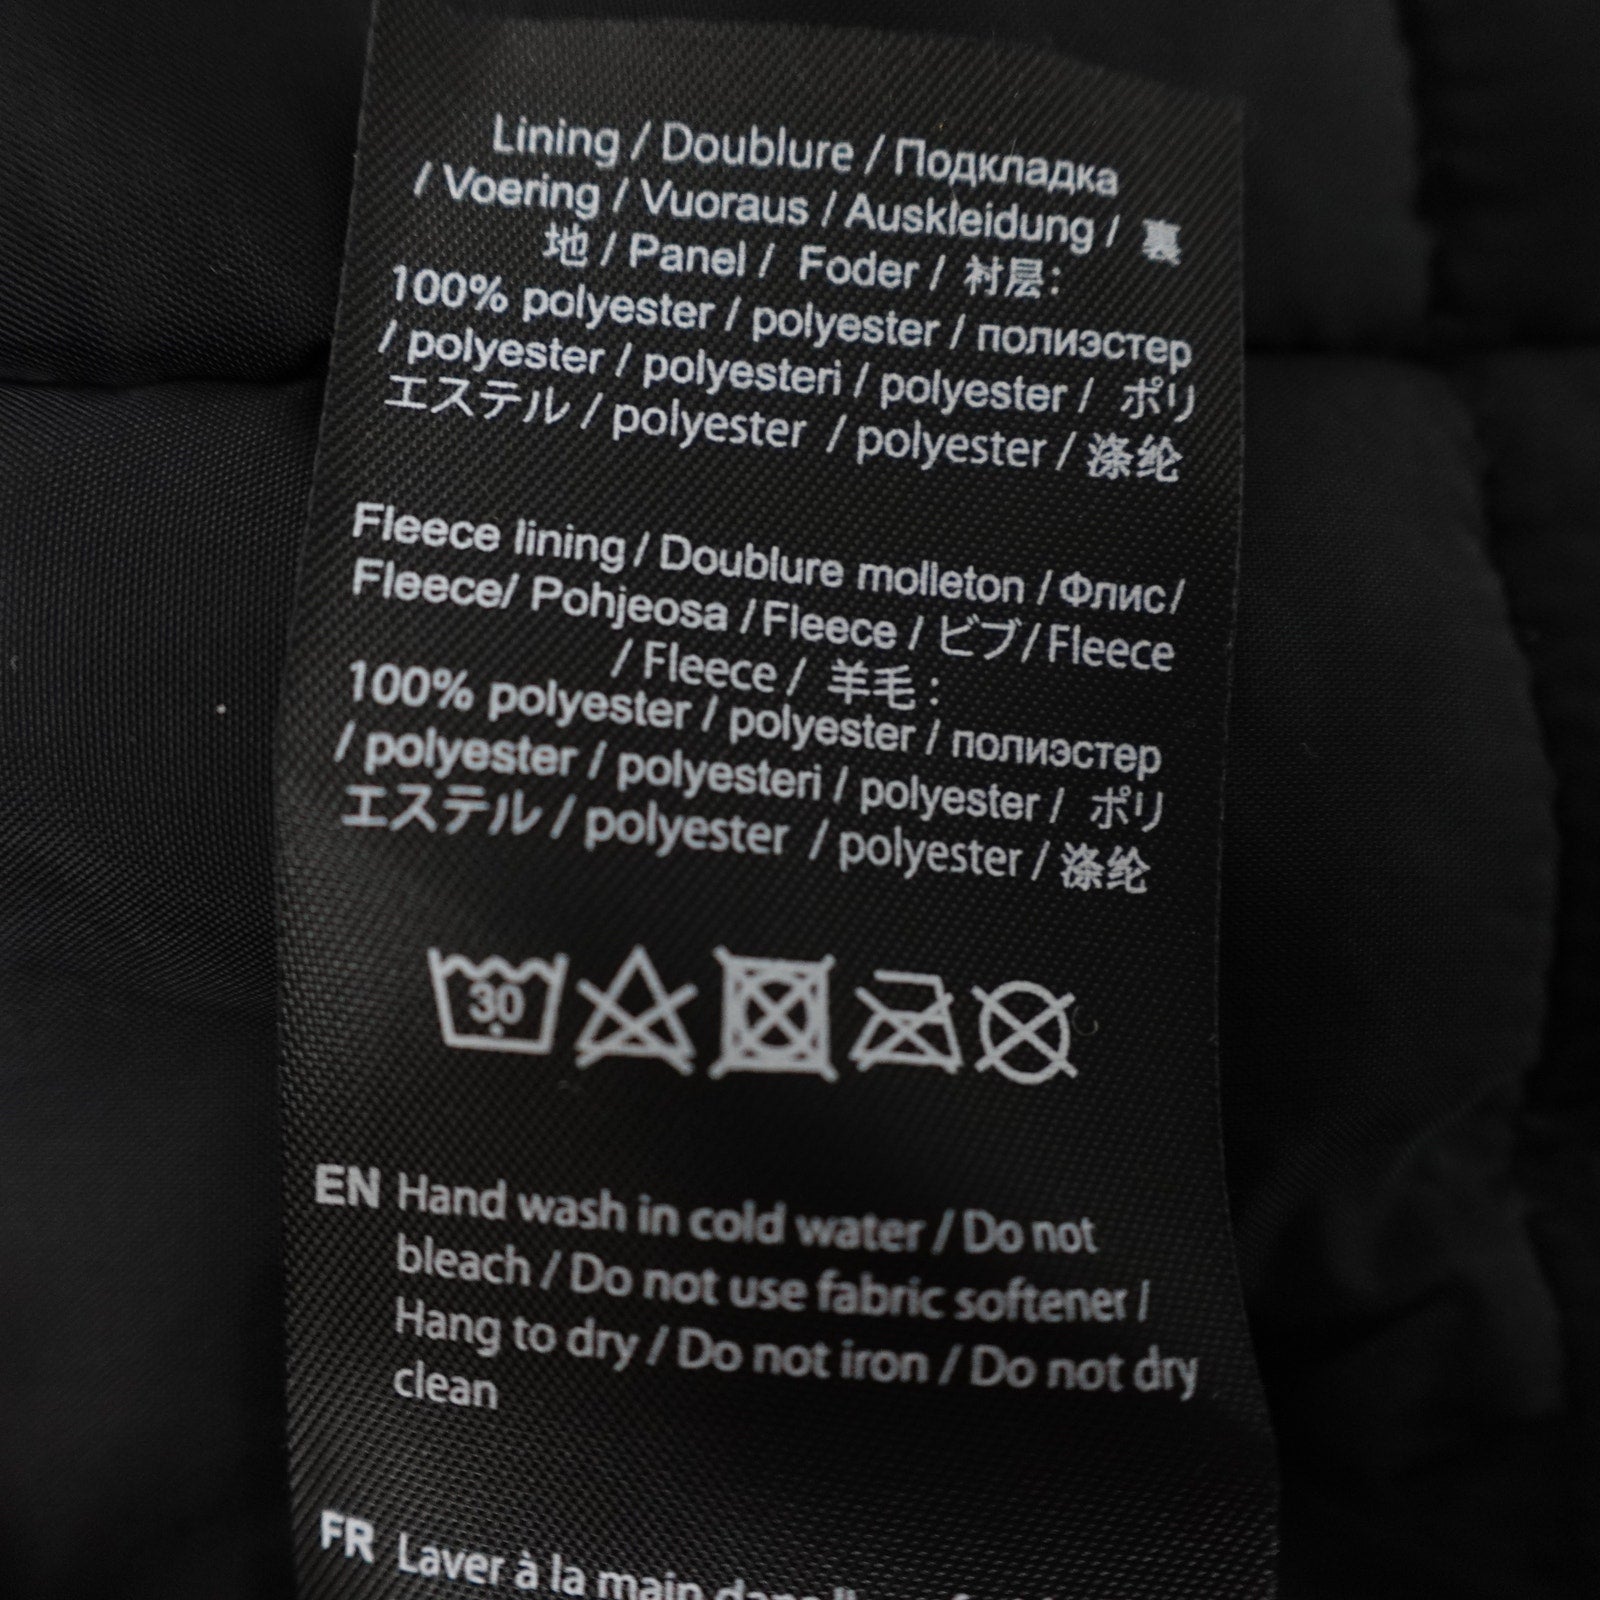 Lining / Doublure / Подкладка
/ Voering / Vuoraus / Auskleidung / 裏
地 / Panel / Foder / 衬层:
100% polyester / polyester / полиэстер
/ polyester / polyesteri / polyester / ポリ
エステル / polyester / polyester / 涤纶
Fleece lining / Doublure molleton / Флис/
Fleece/ Pohjeosa / Fleece / ビブ/ Fleece
/ Fleece / 羊毛 :
100% polyester / polyester / полиэстер
/ polyester / polyesteri / polyester / ポリ
エステル / polyester / polyester / 涤纶
30
EN Hand wash in cold water / Do not
bleach / Do not use fabric softener /
Hang to dry / Do not iron / Do not dry
clean
FR Laver à la main dans